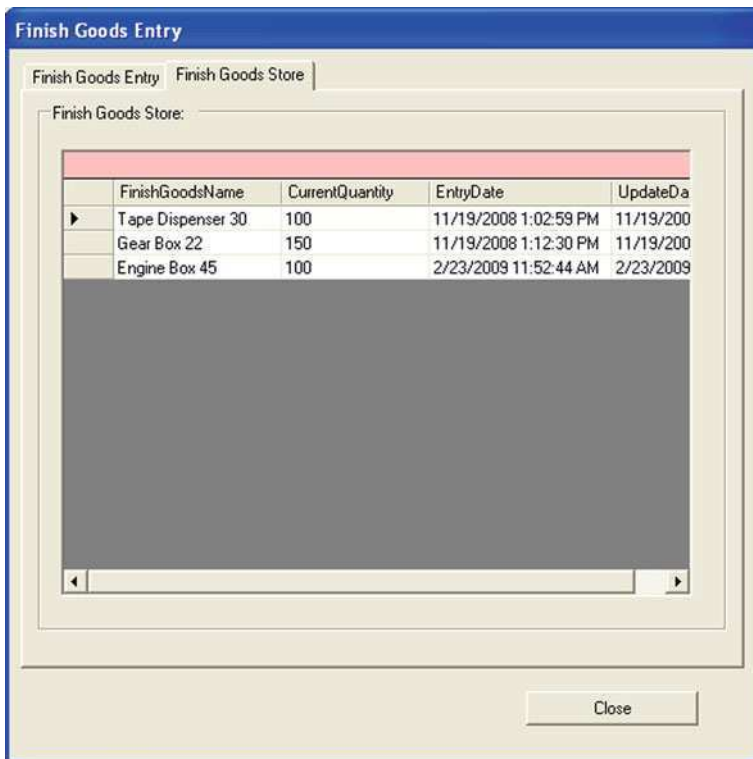 Finish Goods Entry
Finish Goods Entry Finish Goods Store
Finish Goods Store:
FinishGoodsName CurrentQuantity EntryDate UpdateDa
Tape Dispenser 30 100 11/19/2008 1:02:59 PM 11/19/200
Gear Box 22 150 11/19/2008 1:12:30 PM 11/19/200
Engine Box 45 100 2/23/2009 11:52:44 AM 2/23/2009
Close